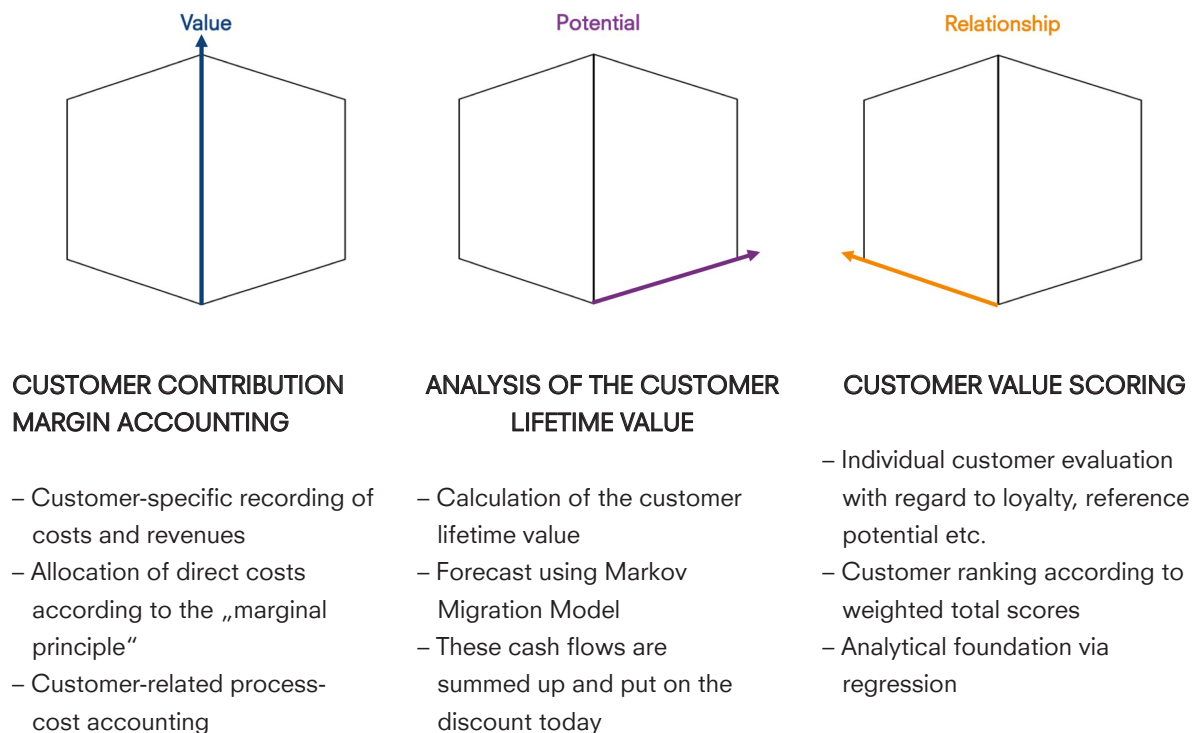 Value
Potential
Relationship
CUSTOMER CONTRIBUTION
MARGIN ACCOUNTING
– Customer-specific recording of
costs and revenues
– Allocation of direct costs
according to the „marginal
principle“
– Customer-related process-
cost accounting
ANALYSIS OF THE CUSTOMER
LIFETIME VALUE
– Calculation of the customer
lifetime value
– Forecast using Markov
Migration Model
– These cash flows are
summed up and put on the
discount today
CUSTOMER VALUE SCORING
– Individual customer evaluation
with regard to loyalty, reference
potential etc.
– Customer ranking according to
weighted total scores
– Analytical foundation via
regression